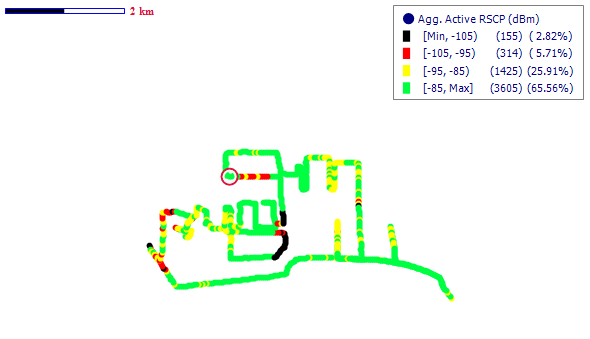 2 km
Agg. Active RSCP (dBm)
[Min, -105) (155) ( 2.82%)
[-105, -95) (314) ( 5.71%)
[-95, -85) (1425) (25.91%)
[-85, Max] (3605) (65.56%)